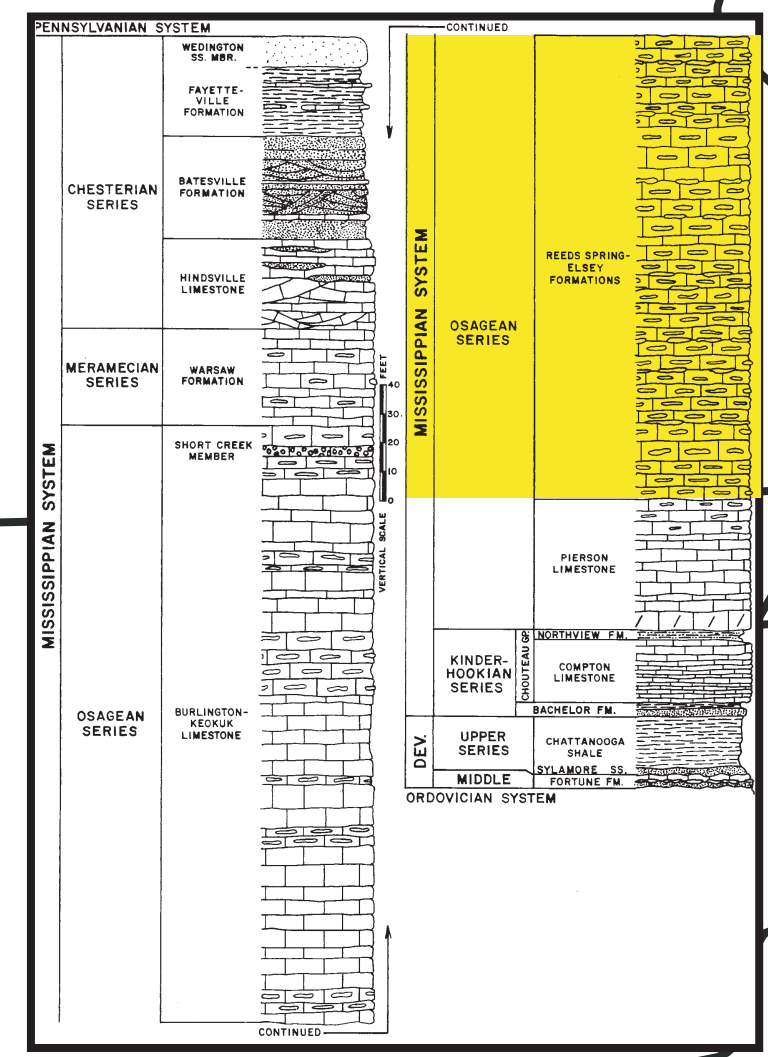 PENNSYLVANIAN SYSTEM
WEDINGTON
SS. MBR.
FAYETTE-
VILLE
FORMATION
CHESTERIAN
SERIES
BATESVILLE
FORMATION
HINDSVILLE
LIMESTONE
MERAMECIAN
SERIES
WARSAW
FORMATION
SHORT CREEK
MEMBER
MISSISSIPPIAN SYSTEM
OSAGEAN
SERIES
BURLINGTON-
KEOKUK
LIMESTONE
CONTINUED
FEET
40
30
20
10
0
VERTICAL SCALE
CONTINUED
MISSISSIPPIAN SYSTEM
OSAGEAN
SERIES
REEDS SPRING-
ELSEY
FORMATIONS
PIERSON
LIMESTONE
KINDER-
HOOKIAN
SERIES
CHOUTEAU GP.
NORTHVIEW FM.
COMPTON
LIMESTONE
BACHELOR FM.
DEV.
UPPER
SERIES
CHATTANOOGA
SHALE
SYLAMORE SS.
MIDDLE
FORTUNE FM.
ORDOVICIAN SYSTEM